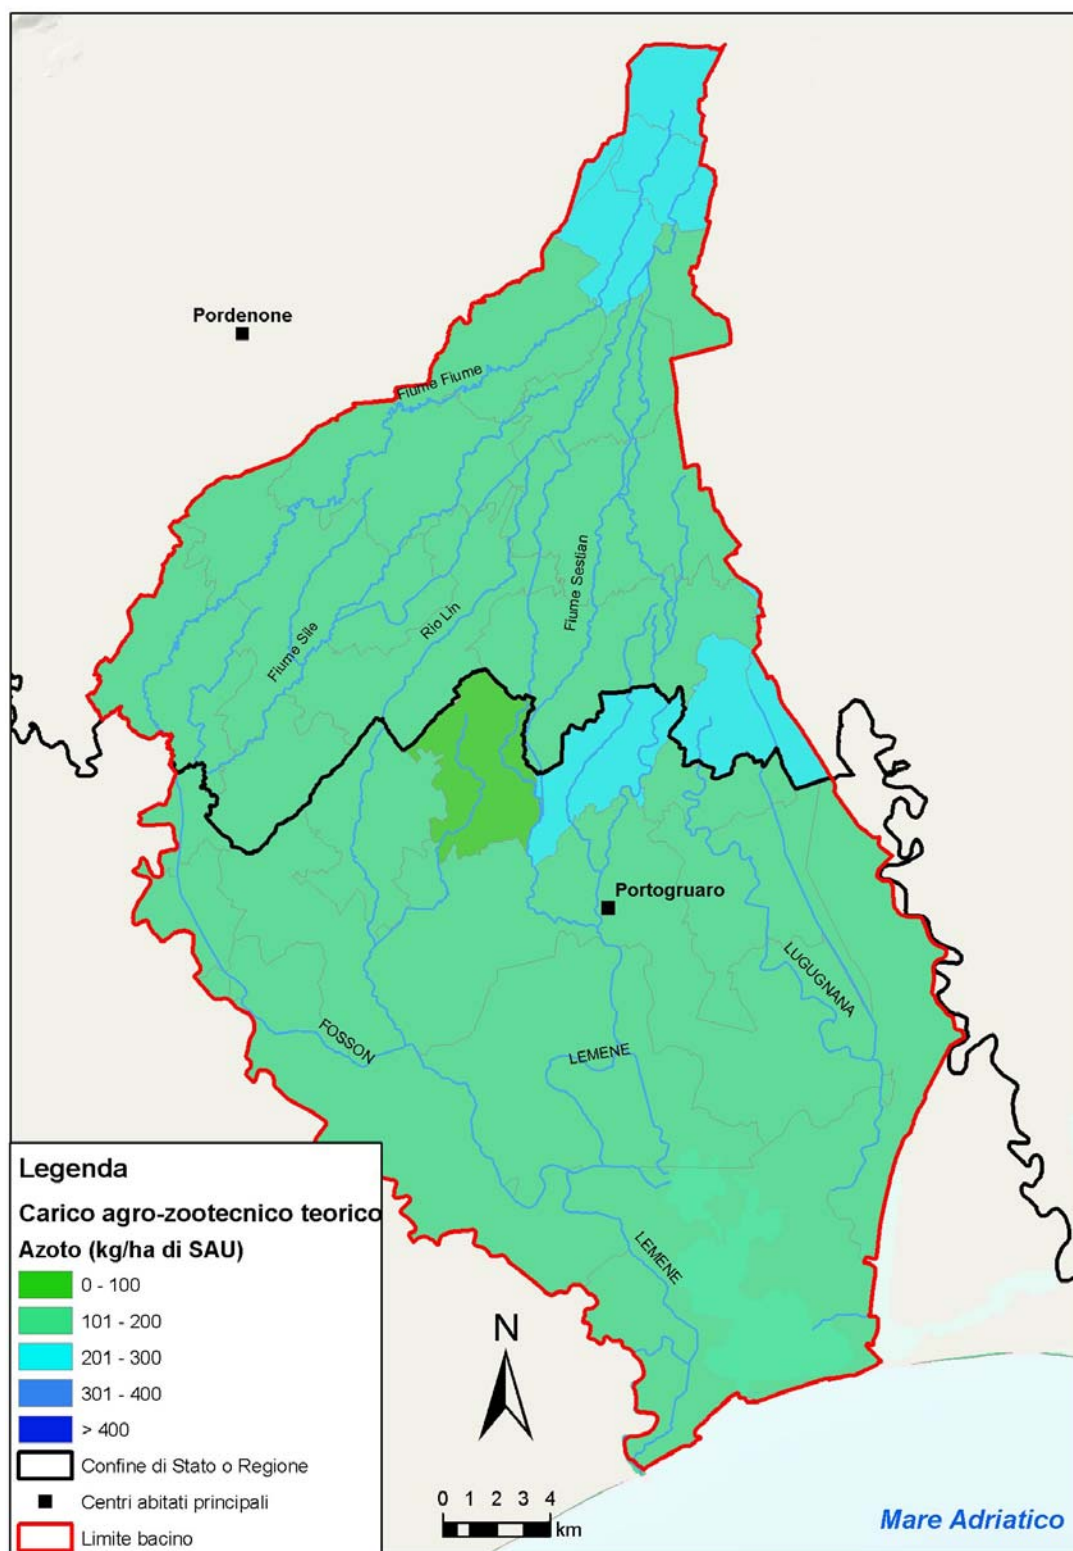 Pordenone
Fiume Fiume
Fiume Sestian
Rio Lin
Fiume Sile
Portogruaro
LUGUGNANA
FOSSON
LEMENE
LEMENE
Legenda
Carico agro-zootecnico teorico
Azoto (kg/ha di SAU)
0 - 100
101 - 200
201 - 300
301 - 400
> 400
Confine di Stato o Regione
Centri abitati principali
Limite bacino
N
0 1 2 3 4
km
Mare Adriatico